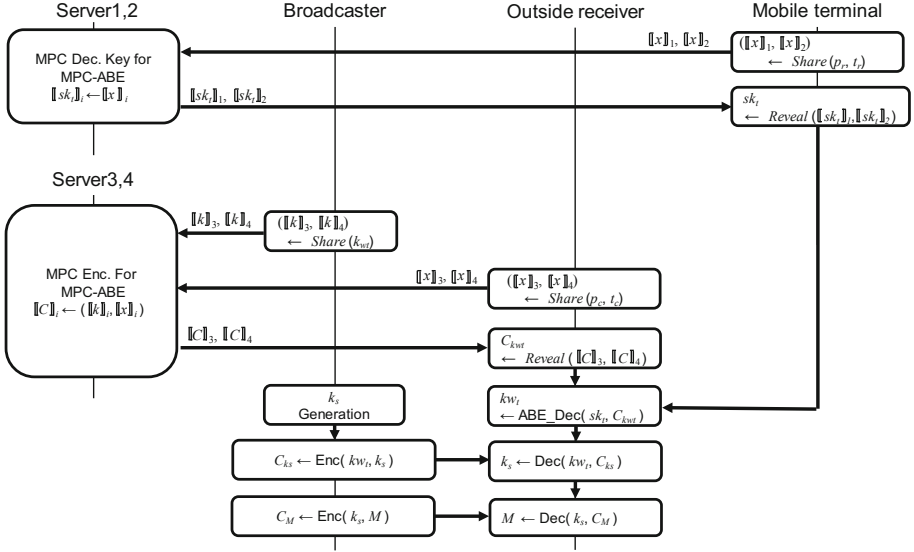 Server1,2 Broadcaster Outside receiver Mobile terminal
MPC Dec. Key for
MPC-ABE
⟦sk_t⟧_i ← ⟦x⟧_i
⟦x⟧_1, ⟦x⟧_2
(⟦x⟧_1, ⟦x⟧_2)
← Share (p_r, t_r)
⟦sk_t⟧_1, ⟦sk_t⟧_2
sk_t
← Reveal (⟦sk_t⟧_1, ⟦sk_t⟧_2)
Server3,4
MPC Enc. For
MPC-ABE
⟦C⟧_i ← (⟦k⟧_i, ⟦x⟧_i)
⟦k⟧_3, ⟦k⟧_4
(⟦k⟧_3, ⟦k⟧_4)
← Share (k_wt)
⟦x⟧_3, ⟦x⟧_4
(⟦x⟧_3, ⟦x⟧_4)
← Share (p_c, t_c)
⟦C⟧_3, ⟦C⟧_4
C_kwt
← Reveal (⟦C⟧_3, ⟦C⟧_4)
k_s
Generation
kw_t
← ABE_Dec( sk_t, C_kwt)
C_ks ← Enc( kw_t, k_s)
k_s ← Dec( kw_t, C_ks)
C_M ← Enc( k_s, M)
M ← Dec( k_s, C_M)